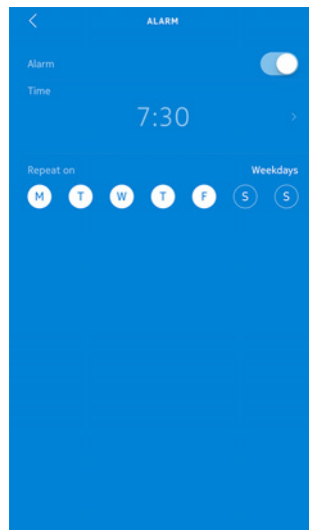 ALARM
Alarm
Time
7:30
Repeat on Weekdays
M T W T F S S